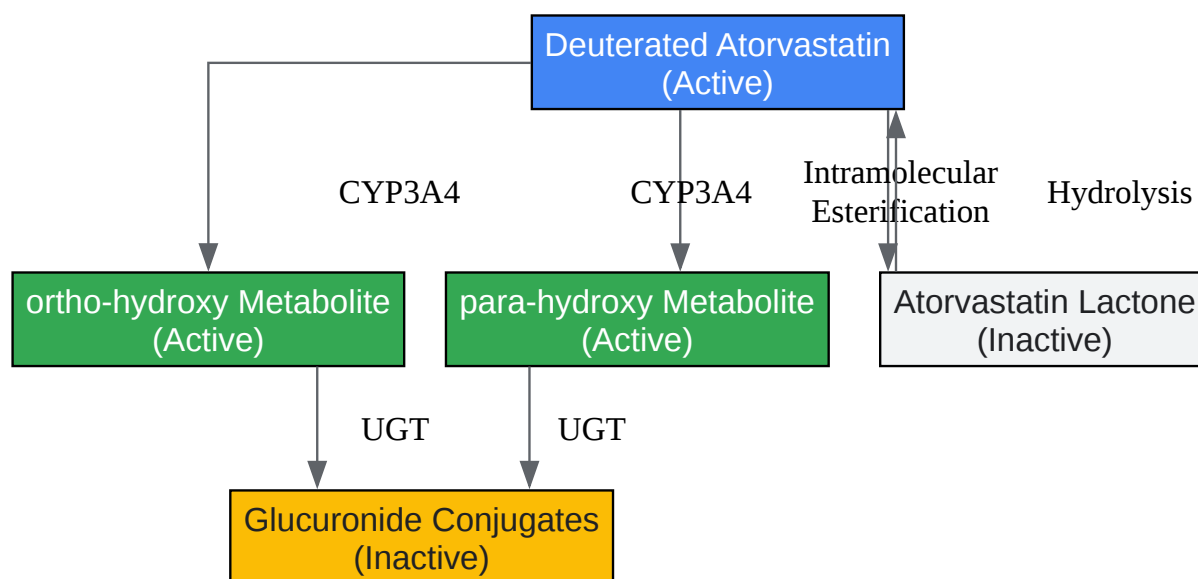 Deuterated Atorvastatin
(Active)
CYP3A4
CYP3A4
Intramolecular
Esterification
Hydrolysis
ortho-hydroxy Metabolite
(Active)
para-hydroxy Metabolite
(Active)
Atorvastatin Lactone
(Inactive)
UGT
UGT
Glucuronide Conjugates
(Inactive)